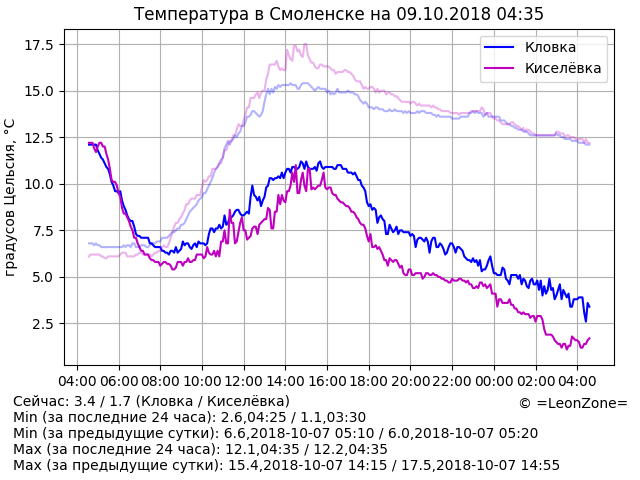 Температура в Смоленске на 09.10.2018 04:35
градусов Цельсия, °C
17.5
15.0
12.5
10.0
7.5
5.0
2.5
Кловка
Киселёвка
04:00 06:00 08:00 10:00 12:00 14:00 16:00 18:00 20:00 22:00 00:00 02:00 04:00
Сейчас: 3.4 / 1.7 (Кловка / Киселёвка)
© =LeonZone=
Min (за последние 24 часа): 2.6,04:25 / 1.1,03:30
Min (за предыдущие сутки): 6.6,2018-10-07 05:10 / 6.0,2018-10-07 05:20
Max (за последние 24 часа): 12.1,04:35 / 12.2,04:35
Max (за предыдущие сутки): 15.4,2018-10-07 14:15 / 17.5,2018-10-07 14:55